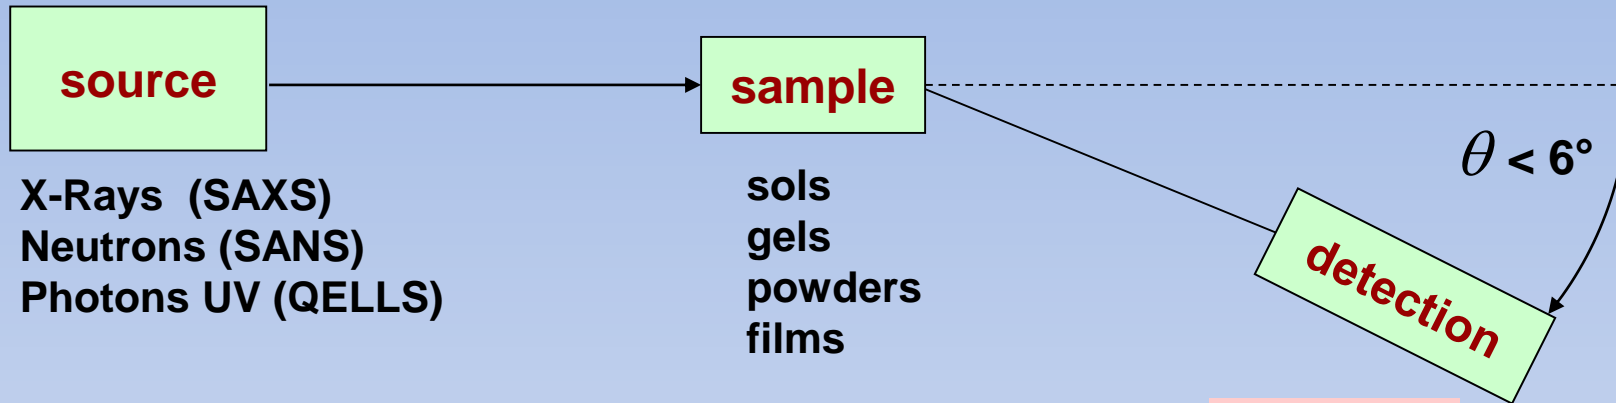 source
sample
θ < 6°
X-Rays (SAXS)
Neutrons (SANS)
Photons UV (QELLS)
sols
gels
powders
films
detection